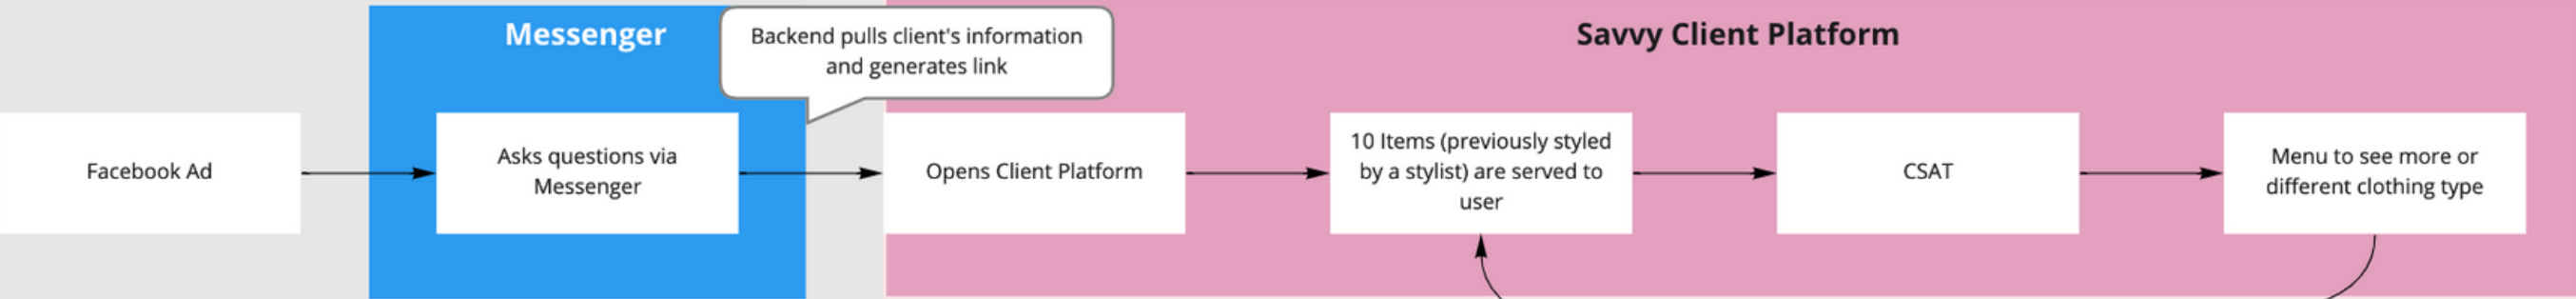 Messenger
Backend pulls client's information
and generates link
Savvy Client Platform
Facebook Ad
Asks questions via
Messenger
Opens Client Platform
10 Items (previously styled
by a stylist) are served to
user
CSAT
Menu to see more or
different clothing type